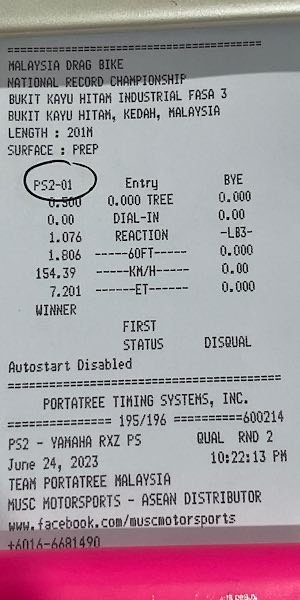 MALAYSIA DRAG BIKE
NATIONAL RECORD CHAMPIONSHIP
BUKIT KAYU HITAM INDUSTRIAL FASA 3
BUKIT KAYU HITAM, KEDAH, MALAYSIA
LENGTH : 201M
SURFACE : PREP
PS2-01 Entry BYE
0.500 0.000 TREE 0.000
0.00 DIAL-IN 0.00
1.076 REACTION -LB3-
1.806 -----60FT----- 0.000
154.39 ------KM/H----- 0.00
7.201 -------ET------ 0.000
WINNER
FIRST
STATUS DISQUAL
Autostart Disabled
PORTATREE TIMING SYSTEMS, INC.
=============== 195/196 ==========600214
PS2 - YAMAHA RXZ PS QUAL RND 2
June 24, 2023 10:22:13 PM
TEAM PORTATREE MALAYSIA
MUSC MOTORSPORTS - ASEAN DISTRIBUTOR
www.facebook.com/muscmotorsports
+6016-6681490